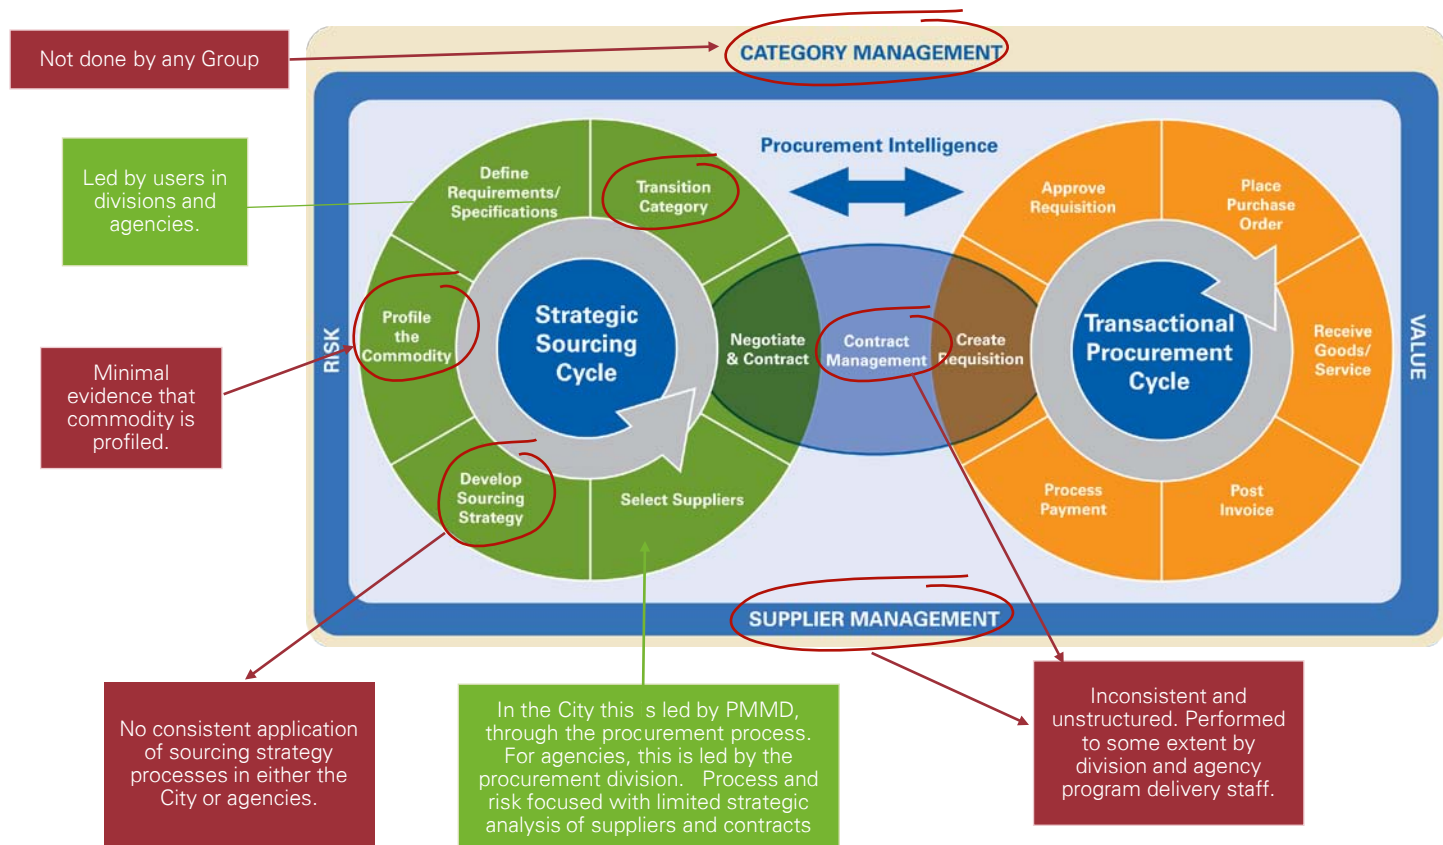 Not done by any Group
CATEGORY MANAGEMENT
Led by users in
divisions and
agencies.
Minimal
evidence that
commodity is
profiled.
RISK
Define
Requirements/
Specifications
Transition
Category
Profile
the
Commodity
Strategic
Sourcing
Cycle
Develop
Sourcing
Strategy
Select Suppliers
Negotiate
& Contract
Procurement Intelligence
Contract
Management
Create
Requisition
Approve
Requisition
Place
Purchase
Order
Transactional
Procurement
Cycle
Receive
Goods/
Service
Process
Payment
Post
Invoice
VALUE
SUPPLIER MANAGEMENT
No consistent application
of sourcing strategy
processes in either the
City or agencies.
In the City this s led by PMMD,
through the procurement process.
For agencies, this is led by the
procurement division. Process and
risk focused with limited strategic
analysis of suppliers and contracts
Inconsistent and
unstructured. Performed
to some extent by
division and agency
program delivery staff.